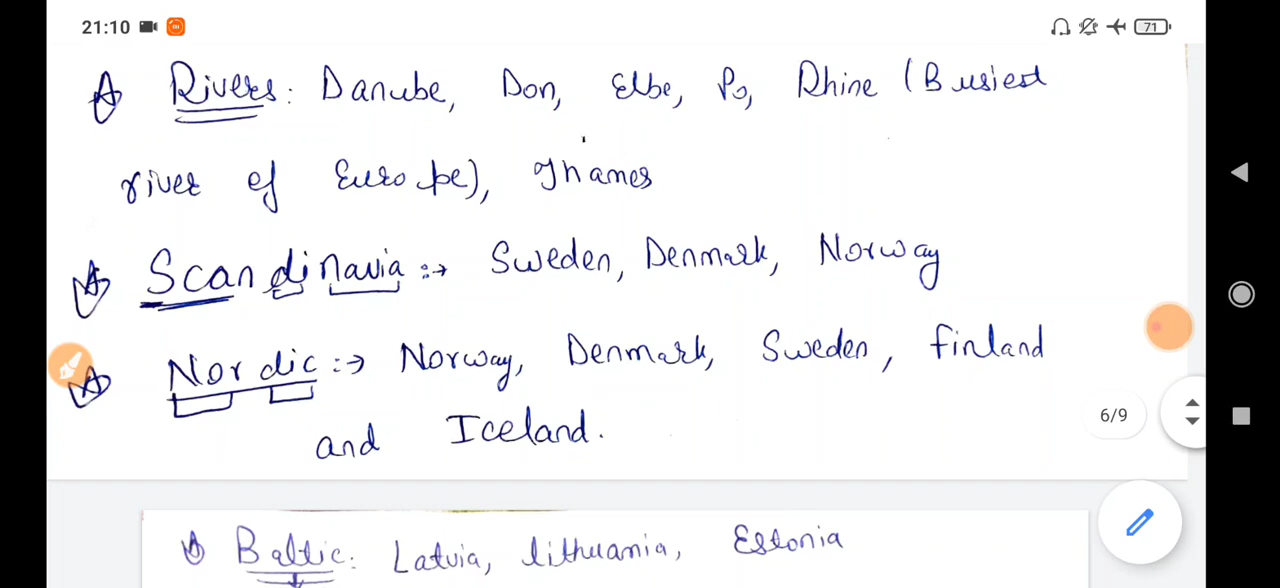 21:10 71
Rivers: Danube, Don, Elbe, Po, Rhine (Busiest
river of Europe), Thames
Scandinavia :→ Sweden, Denmark, Norway
Nordic :→ Norway, Denmark, Sweden, Finland
and Iceland.
6/9
Baltic: Latvia, lithuania, Estonia